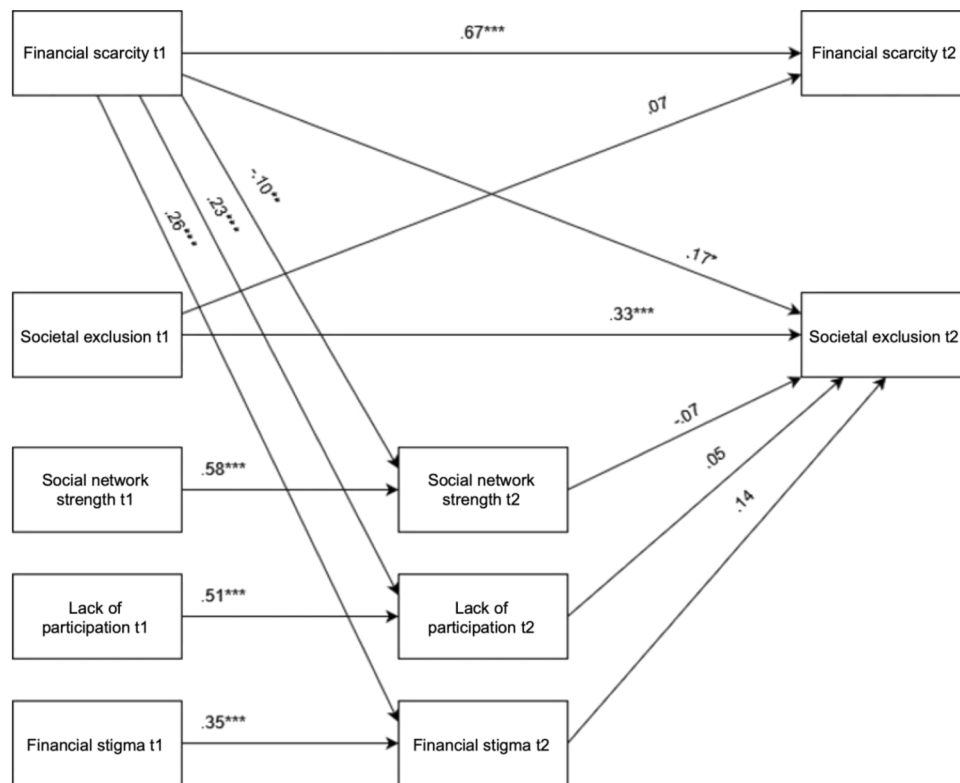 Financial scarcity t1
.67***
Financial scarcity t2
.07
-.10**
.23***
.26***
.17*
Societal exclusion t1
.33***
Societal exclusion t2
-.07
.05
.14
Social network
strength t1
.58***
Social network
strength t2
Lack of
participation t1
.51***
Lack of
participation t2
Financial stigma t1
.35***
Financial stigma t2